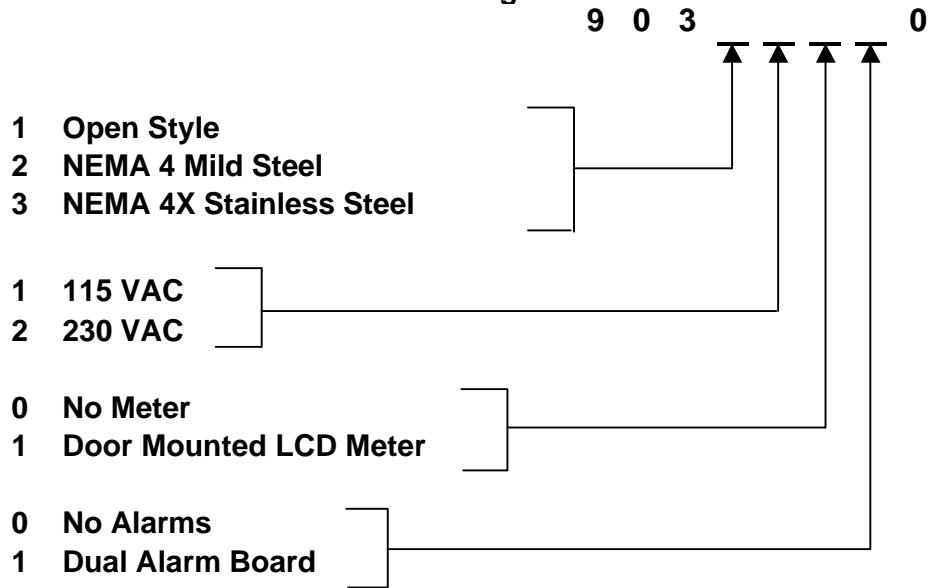 9 0 3 0
1 Open Style
2 NEMA 4 Mild Steel
3 NEMA 4X Stainless Steel
1 115 VAC
2 230 VAC
0 No Meter
1 Door Mounted LCD Meter
0 No Alarms
1 Dual Alarm Board